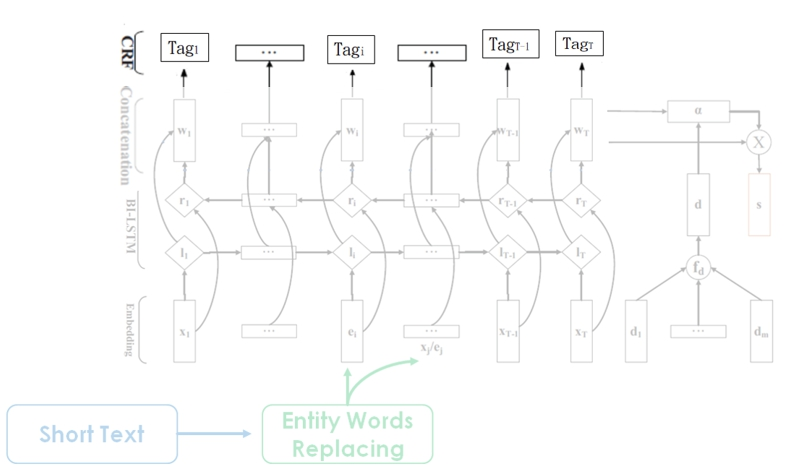 CRF
Tag1 ... Tagi ... TagT-1 TagT
Concatenation
w1 ... wi ... wT-1 wT α
X
BI-LSTM
r1 ... ri ... rT-1 rT d s
l1 ... li ... lT-1 lT fd
Embedding
x1 ... ei ... xT-1 xT d1 ... dm
xj/ej
Short Text
Entity Words
Replacing